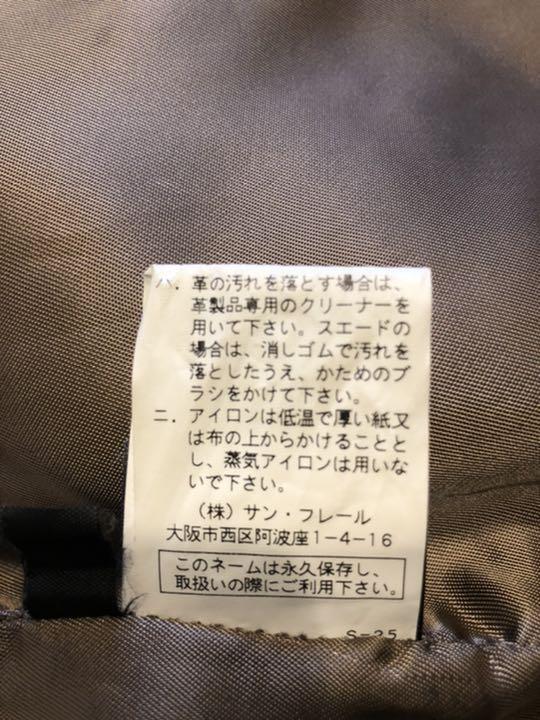 ハ. 革の汚れを落とす場合は、
革製品専用のクリーナーを
用いて下さい。スエードの
場合は、消しゴムで汚れを
落としたうえ、かためのブ
ラシをかけて下さい。
ニ. アイロンは低温で厚い紙又
は布の上からかけることと
し、蒸気アイロンは用いな
いで下さい。
(株)サン・フレール
大阪市西区阿波座1-4-16
このネームは永久保存し、
取扱いの際にご利用下さい。
S-25